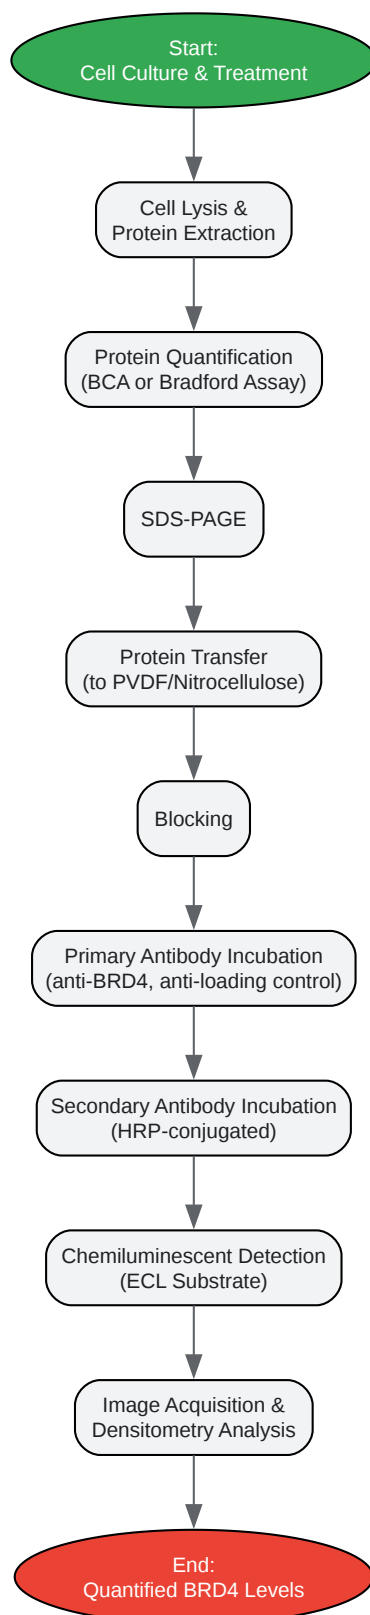 Start:
Cell Culture & Treatment
Cell Lysis &
Protein Extraction
Protein Quantification
(BCA or Bradford Assay)
SDS-PAGE
Protein Transfer
(to PVDF/Nitrocellulose)
Blocking
Primary Antibody Incubation
(anti-BRD4, anti-loading control)
Secondary Antibody Incubation
(HRP-conjugated)
Chemiluminescent Detection
(ECL Substrate)
Image Acquisition &
Densitometry Analysis
End:
Quantified BRD4 Levels